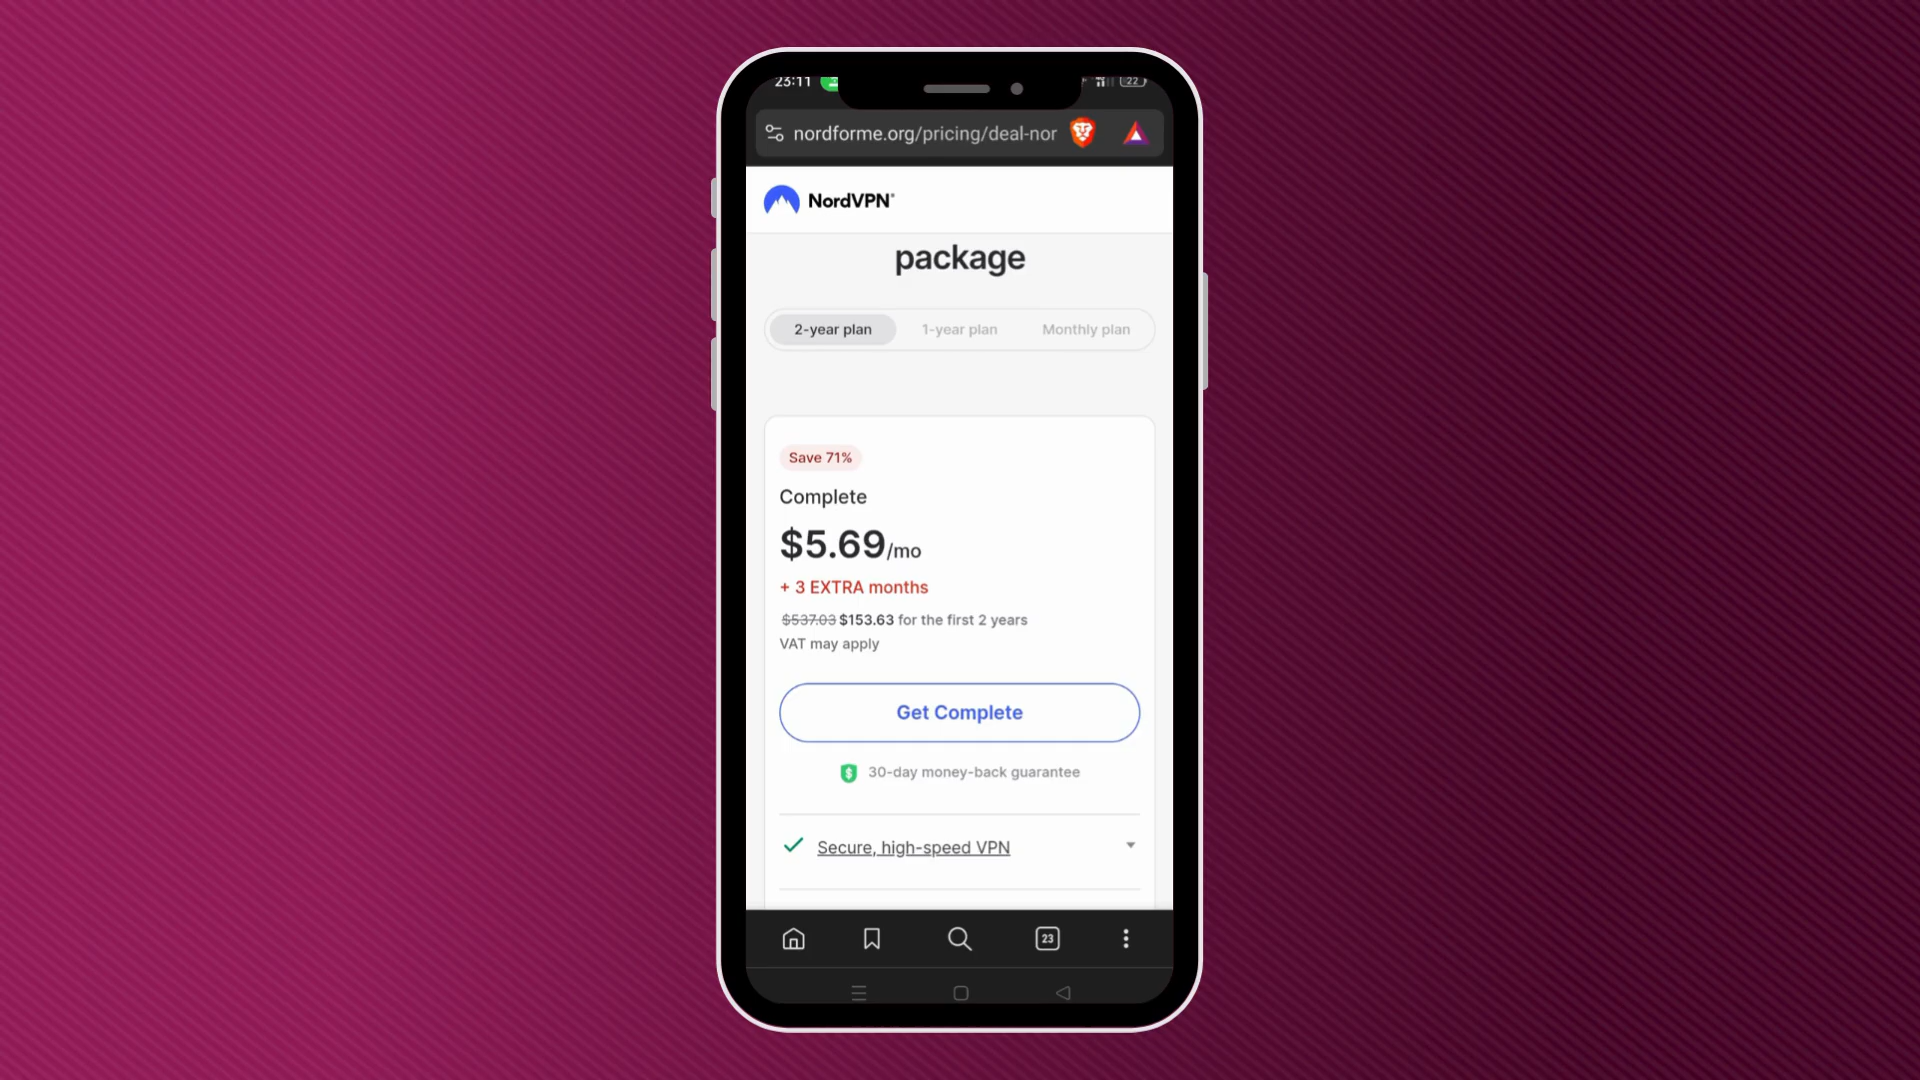 23:11
22
nordforme.org/pricing/deal-nor
NordVPN®
package
2-year plan 1-year plan Monthly plan
Save 71%
Complete
$5.69/mo
+ 3 EXTRA months
$537.03 $153.63 for the first 2 years
VAT may apply
Get Complete
$ 30-day money-back guarantee
Secure, high-speed VPN
23